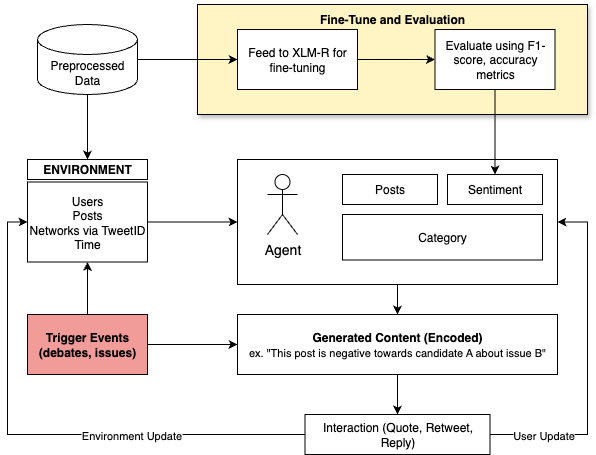 Fine-Tune and Evaluation
Preprocessed
Data
Feed to XLM-R for
fine-tuning
Evaluate using F1-
score, accuracy
metrics
ENVIRONMENT
Users
Posts
Networks via TweetID
Time
Agent
Posts
Sentiment
Category
Trigger Events
(debates, issues)
Generated Content (Encoded)
ex. "This post is negative towards candidate A about issue B"
Interaction (Quote, Retweet,
Reply)
Environment Update
User Update